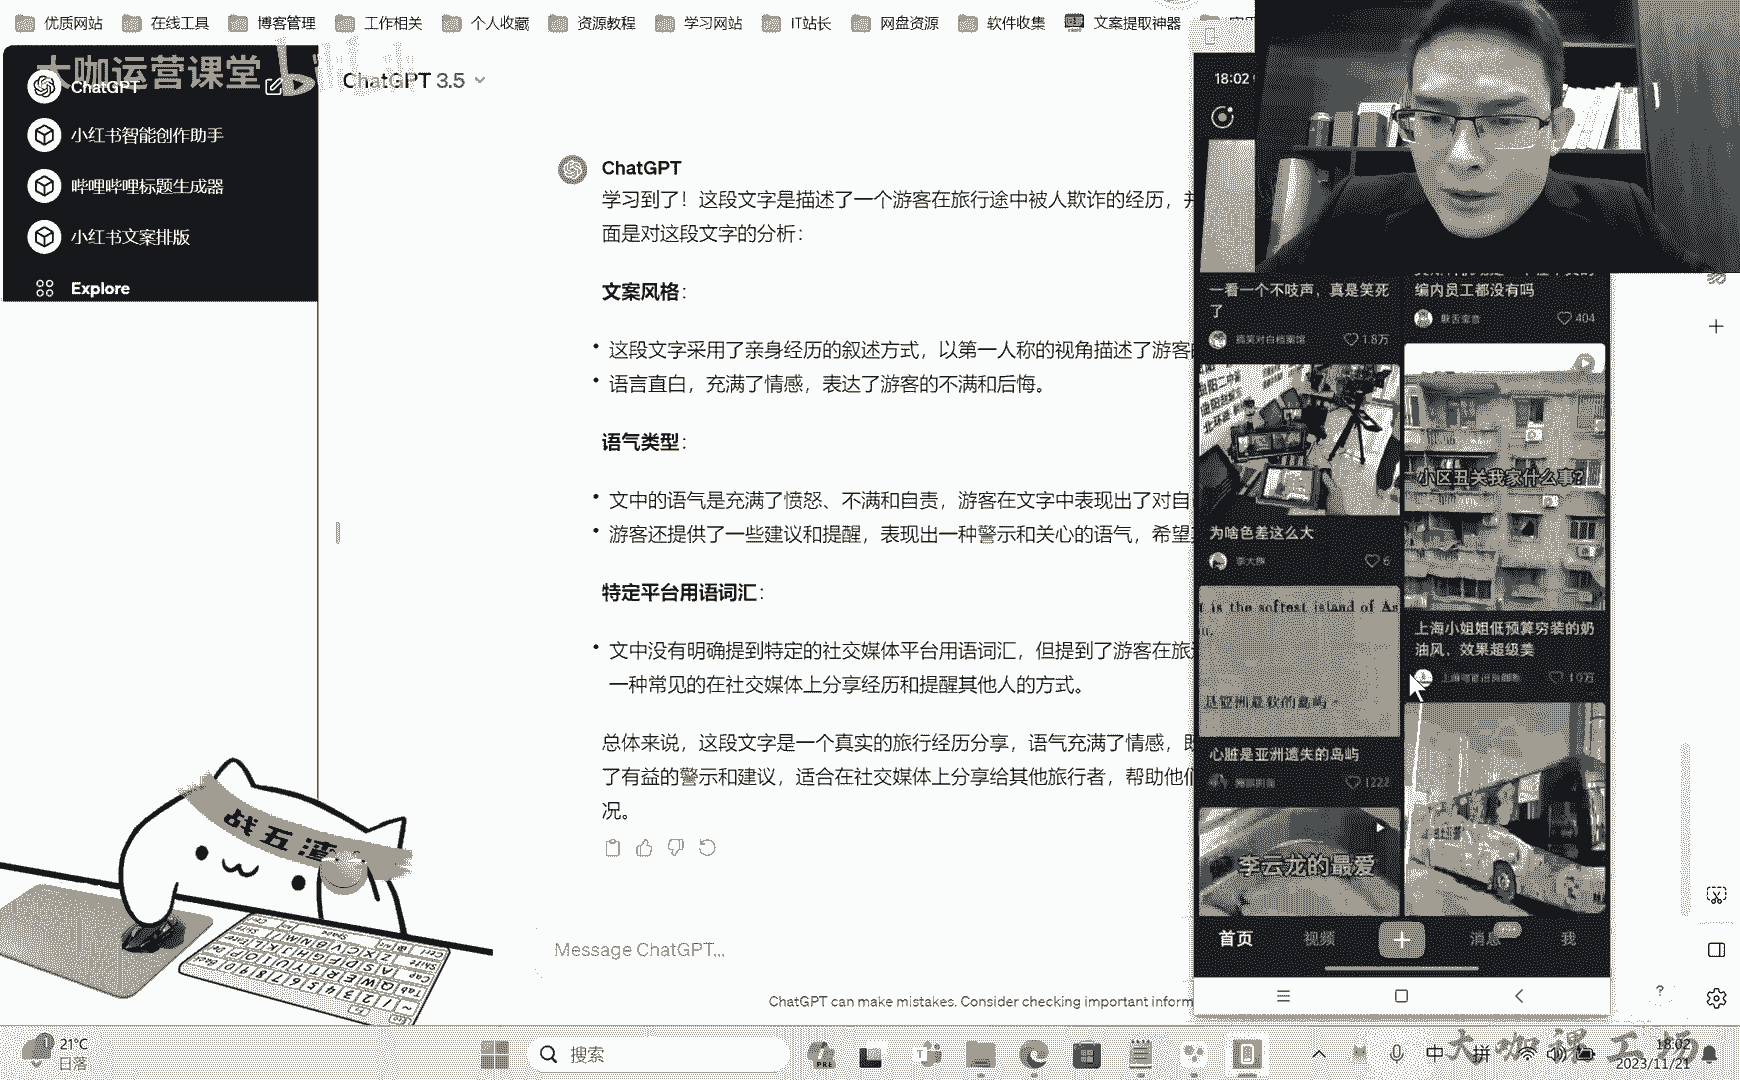 优质网站
在线工具
博客管理
工作相关
个人收藏
资源教程
学习网站
IT站长
网盘资源
软件收集
文案提取神器
大咖运营课堂
ChatGPT
小红书智能创作助手
哔哩哔哩标题生成器
小红书文案排版
Explore
ChatGPT 3.5
ChatGPT
学习到了！这段文字是描述了一个游客在旅行途中被人欺诈的经历，并
面是对这段文字的分析：
文案风格：
• 这段文字采用了亲身经历的叙述方式，以第一人称的视角描述了游客的
• 语言直白，充满了情感，表达了游客的不满和后悔。
语气类型：
• 文中的语气是充满了愤怒、不满和自责，游客在文字中表现出了对自
• 游客还提供了一些建议和提醒，表现出一种警示和关心的语气，希望
特定平台用语词汇：
• 文中没有明确提到特定的社交媒体平台用语词汇，但提到了游客在旅
一种常见的在社交媒体上分享经历和提醒其他人的方式。
总体来说，这段文字是一个真实的旅行经历分享，语气充满了情感，既
了有益的警示和建议，适合在社交媒体上分享给其他旅行者，帮助他们
况。
Message ChatGPT...
ChatGPT can make mistakes. Consider checking important inform
18:02
一看一个不吱声，真是笑死
了
搞笑对白档案馆
1.8万
编内员工都没有吗
404
为啥色差这么大
6
小区丑关我家什么事？
t is the softest island of As
是亚洲最软的岛屿。
上海小姐姐低预算穷装的奶
油风，效果超级美
心脏是亚洲遗失的岛屿
1222
李云龙的最爱
首页
视频
消息
我
战五渣
21°C
日落
搜索
中
拼
18:02
2023/11/21
大咖课工场